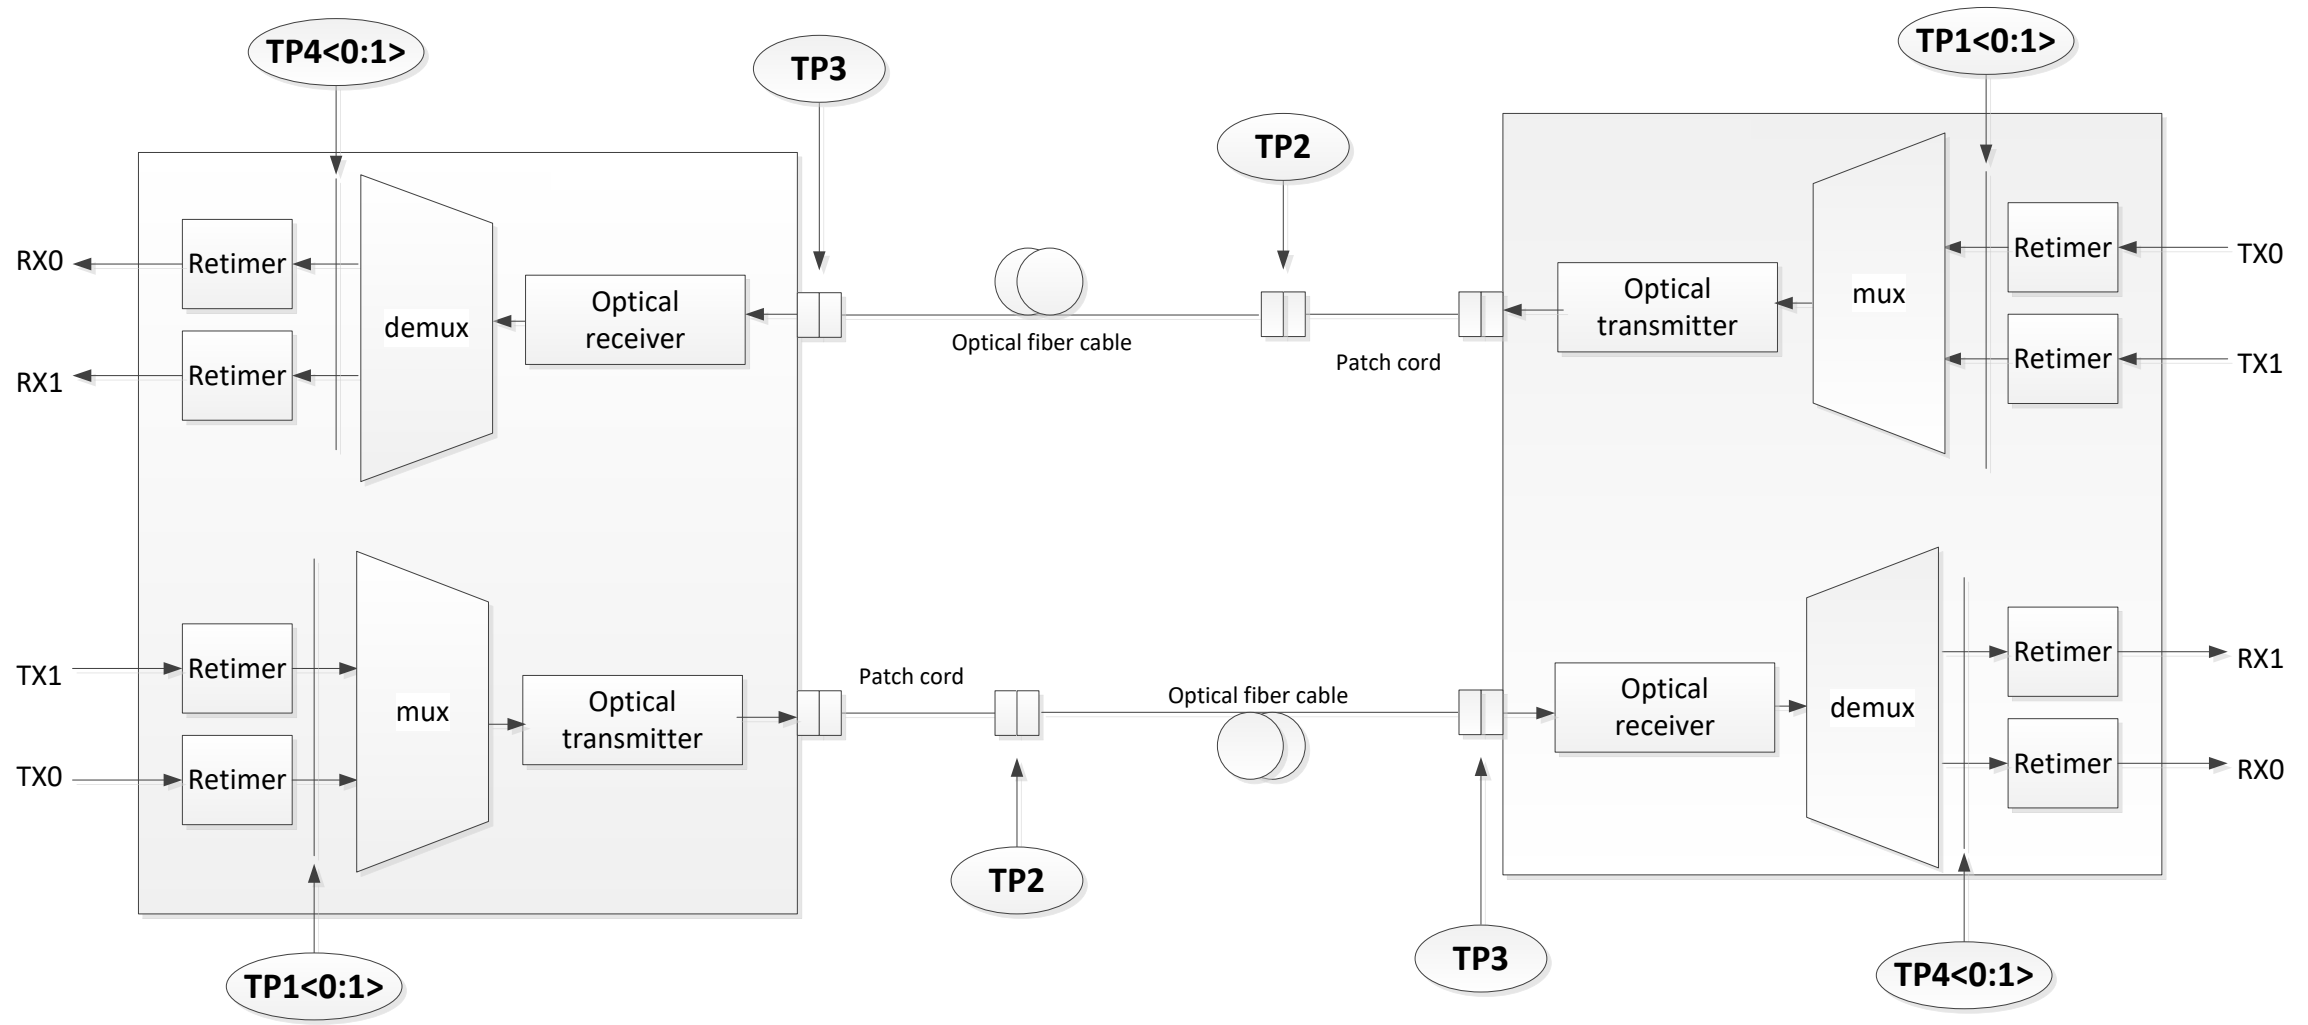 TP4<0:1>
TP3
TP2
TP1<0:1>
RX0
Retimer
RX1
Retimer
demux
Optical
receiver
Optical fiber cable
Patch cord
Optical
transmitter
mux
Retimer
TX0
Retimer
TX1
TX1
Retimer
TX0
Retimer
mux
Optical
transmitter
Patch cord
Optical fiber cable
Optical
receiver
demux
Retimer
RX1
Retimer
RX0
TP1<0:1>
TP2
TP3
TP4<0:1>